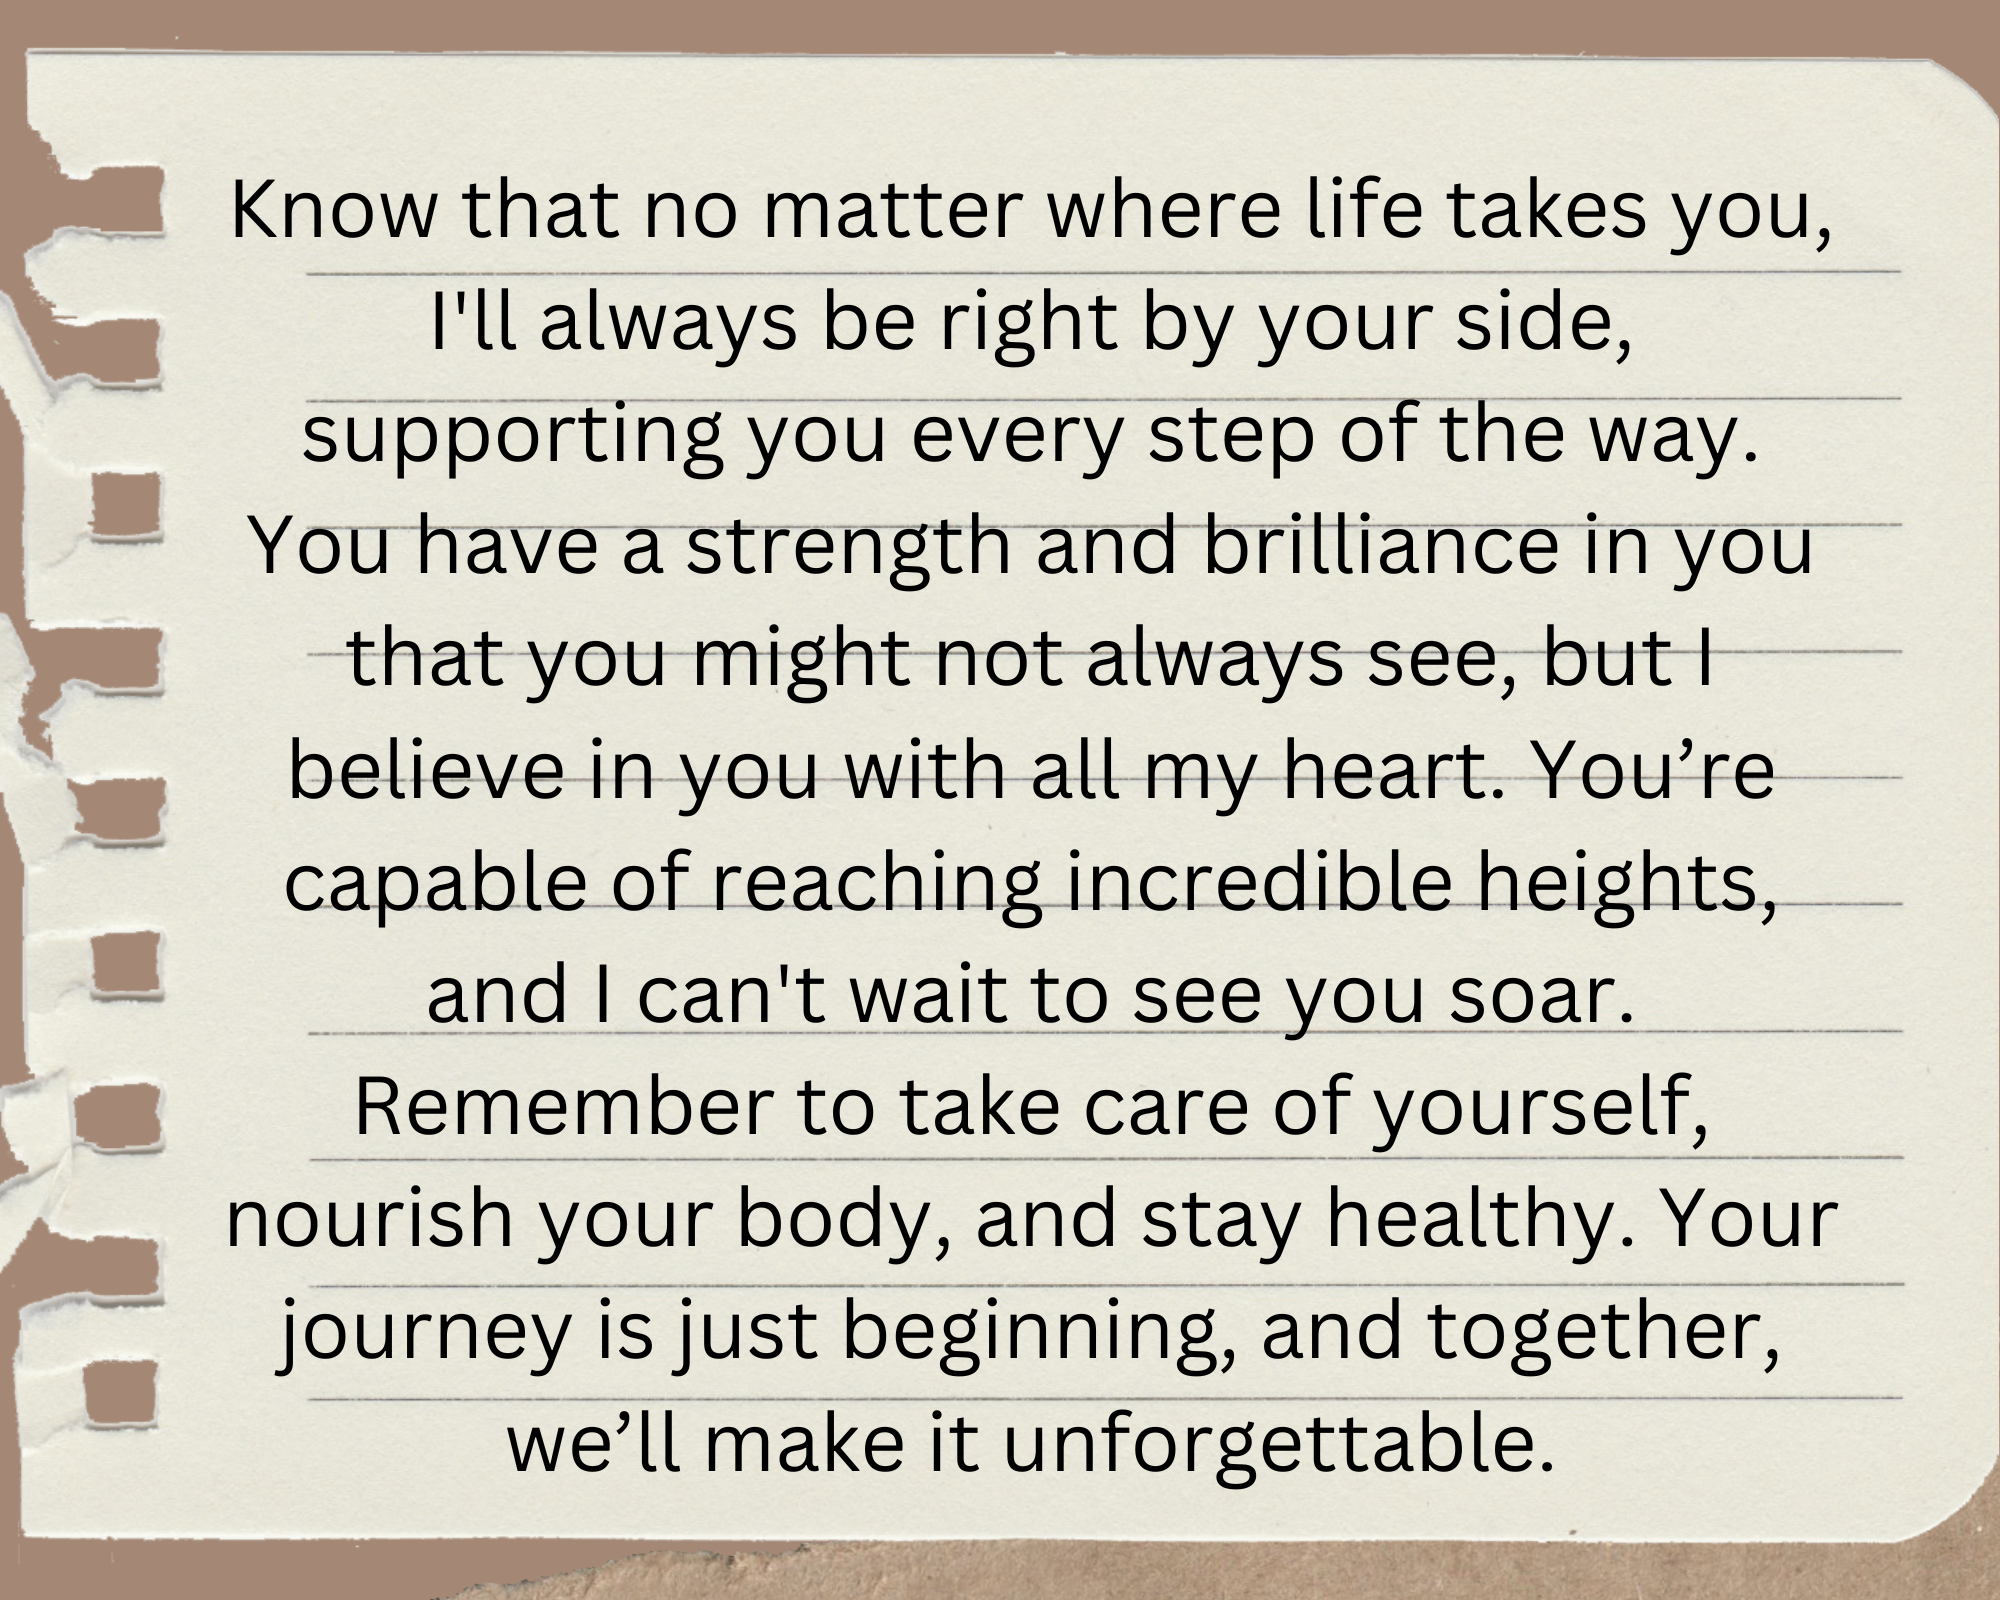 Know that no matter where life takes you,
I'll always be right by your side,
supporting you every step of the way.
You have a strength and brilliance in you
that you might not always see, but I
believe in you with all my heart. You’re
capable of reaching incredible heights,
and I can't wait to see you soar.
Remember to take care of yourself,
nourish your body, and stay healthy. Your
journey is just beginning, and together,
we’ll make it unforgettable.